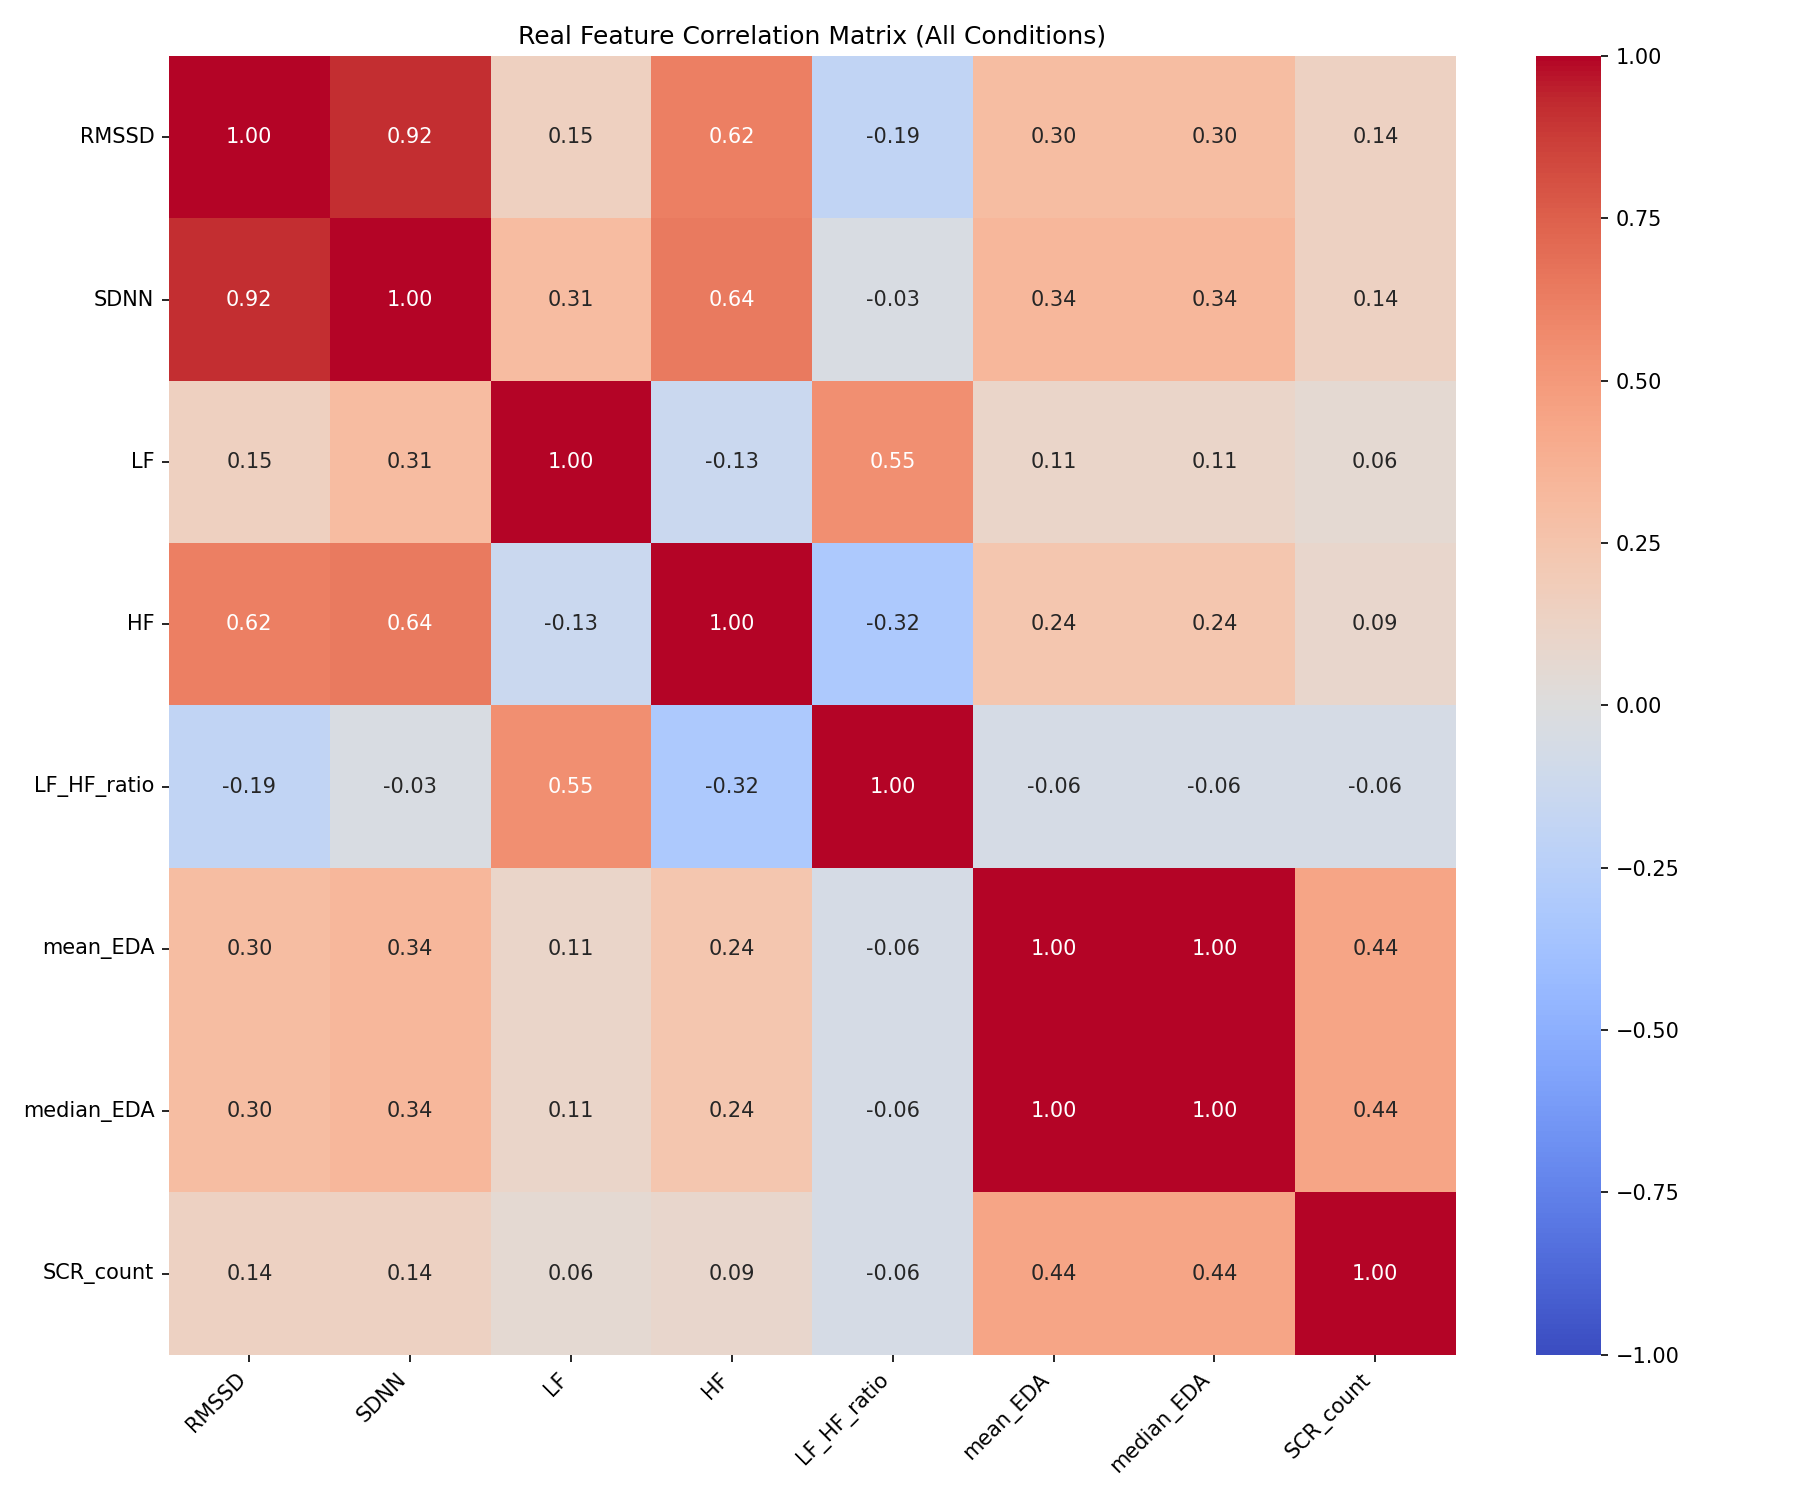 Real Feature Correlation Matrix (All Conditions)
RMSSD 1.00 0.92 0.15 0.62 -0.19 0.30 0.30 0.14
SDNN 0.92 1.00 0.31 0.64 -0.03 0.34 0.34 0.14
LF 0.15 0.31 1.00 -0.13 0.55 0.11 0.11 0.06
HF 0.62 0.64 -0.13 1.00 -0.32 0.24 0.24 0.09
LF_HF_ratio -0.19 -0.03 0.55 -0.32 1.00 -0.06 -0.06 -0.06
mean_EDA 0.30 0.34 0.11 0.24 -0.06 1.00 1.00 0.44
median_EDA 0.30 0.34 0.11 0.24 -0.06 1.00 1.00 0.44
SCR_count 0.14 0.14 0.06 0.09 -0.06 0.44 0.44 1.00
RMSSD SDNN LF HF LF_HF_ratio mean_EDA median_EDA SCR_count
1.00
0.75
0.50
0.25
0.00
−0.25
−0.50
−0.75
−1.00